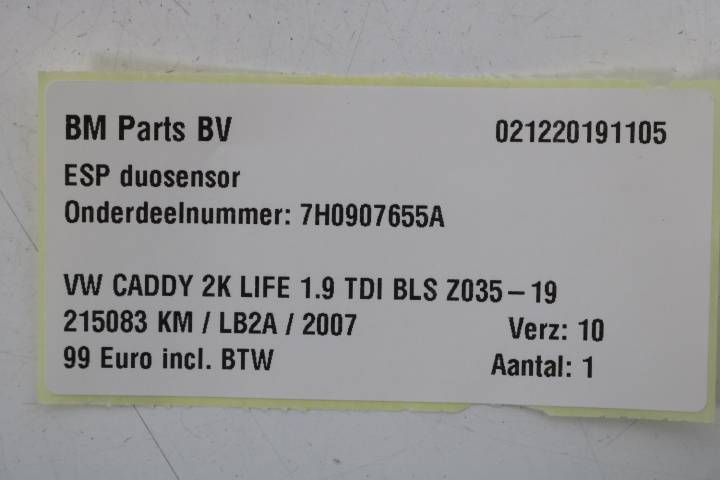 BM Parts BV 021220191105
ESP duosensor
Onderdeelnummer: 7H0907655A
VW CADDY 2K LIFE 1.9 TDI BLS Z035-19
215083 KM / LB2A / 2007 Verz: 10
99 Euro incl. BTW Aantal: 1